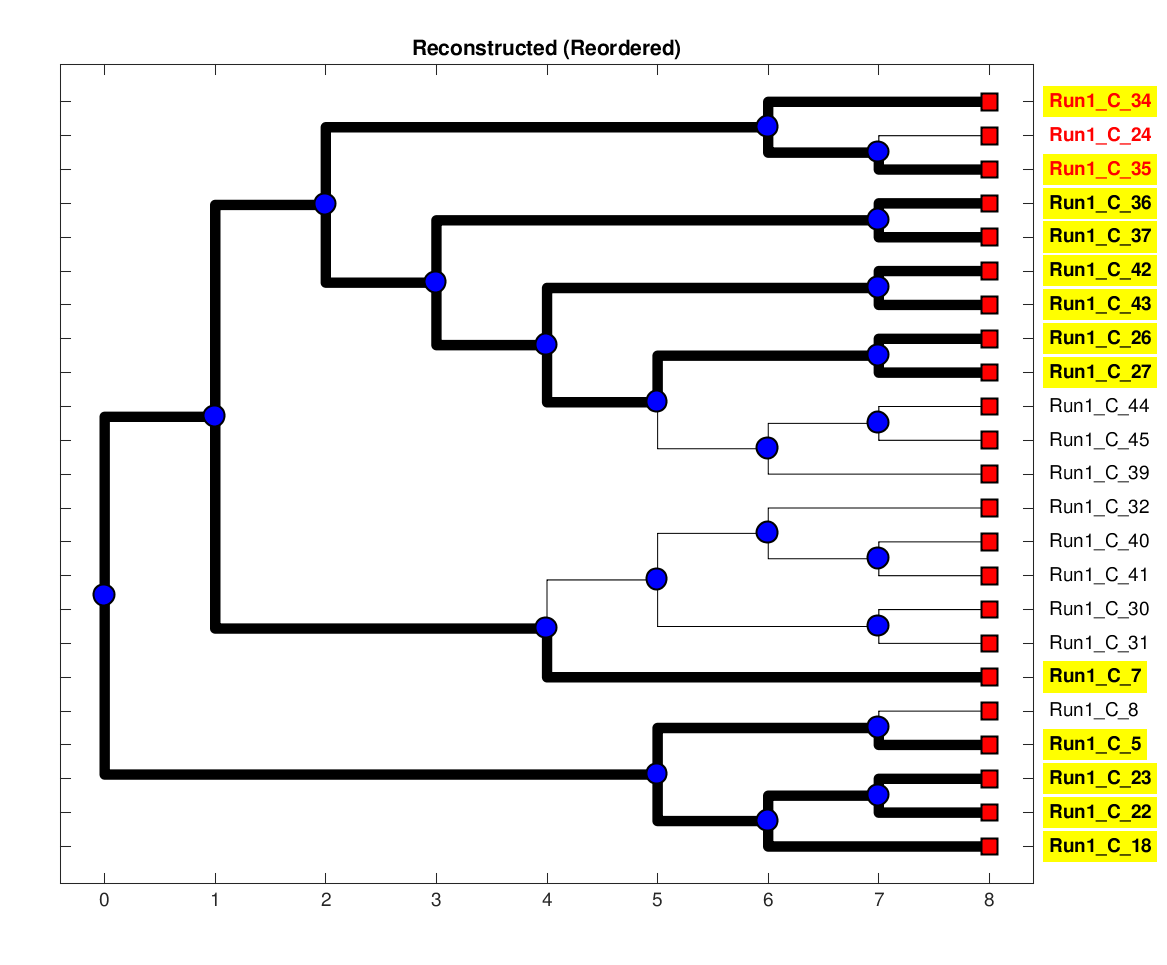 Reconstructed (Reordered)
Run1_C_34
Run1_C_24
Run1_C_35
Run1_C_36
Run1_C_37
Run1_C_42
Run1_C_43
Run1_C_26
Run1_C_27
Run1_C_44
Run1_C_45
Run1_C_39
Run1_C_32
Run1_C_40
Run1_C_41
Run1_C_30
Run1_C_31
Run1_C_7
Run1_C_8
Run1_C_5
Run1_C_23
Run1_C_22
Run1_C_18
0 1 2 3 4 5 6 7 8